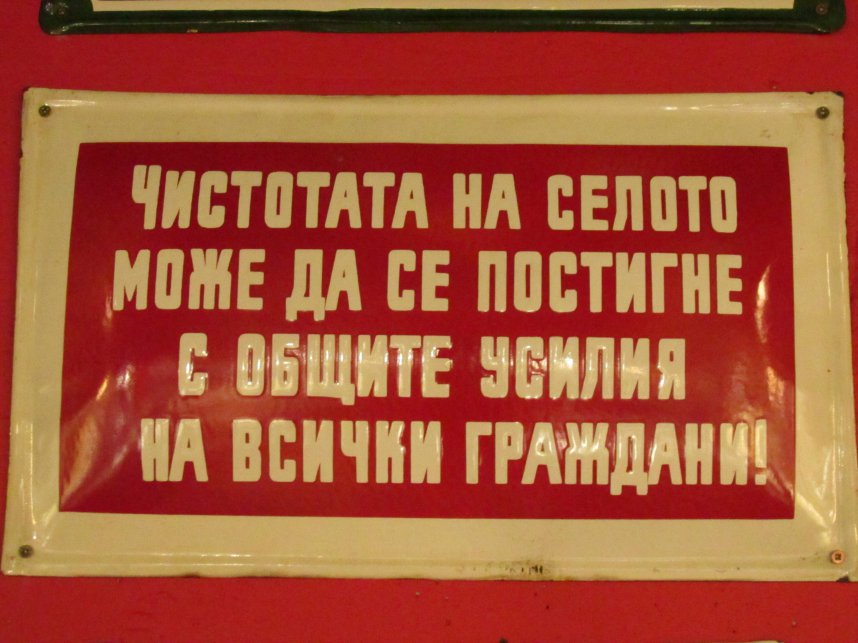 ЧИСТОТАТА НА СЕЛОТО
МОЖЕ ДА СЕ ПОСТИГНЕ
С ОБЩИТЕ УСИЛИЯ
НА ВСИЧКИ ГРАЖДАНИ!